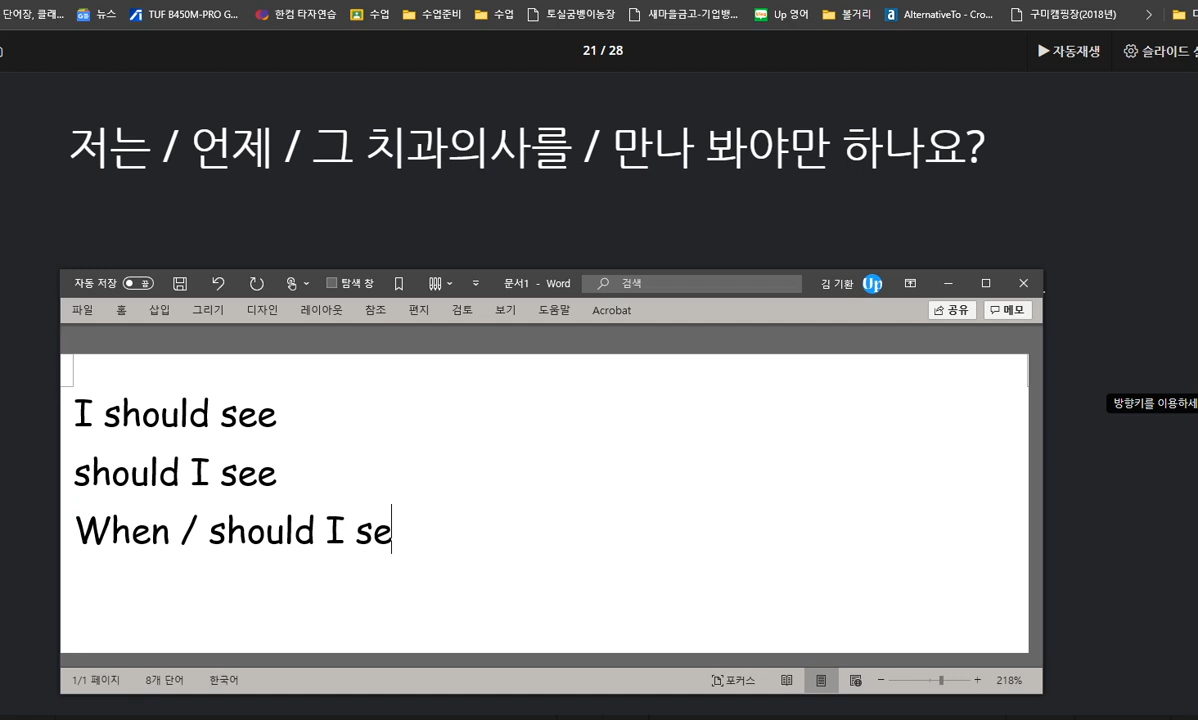 단어장, 클래... 뉴스 TUF B450M-PRO G... 한컴 타자연습 수업 수업준비 수업 토실굼벵이농장 새마을금고-기업뱅... Up 영어 볼거리 AlternativeTo - Cro... 구미캠핑장(2018년)
21 / 28 자동재생 슬라이드
저는 / 언제 / 그 치과의사를 / 만나 봐야만 하나요?
자동 저장 끔 탐색 창 문서1 - Word 검색 김 기환 Up
파일 홈 삽입 그리기 디자인 레이아웃 참조 편지 검토 보기 도움말 Acrobat 공유 메모
방향키를 이용하세
I should see
should I see
When / should I se
1/1 페이지 8개 단어 한국어 포커스 218%